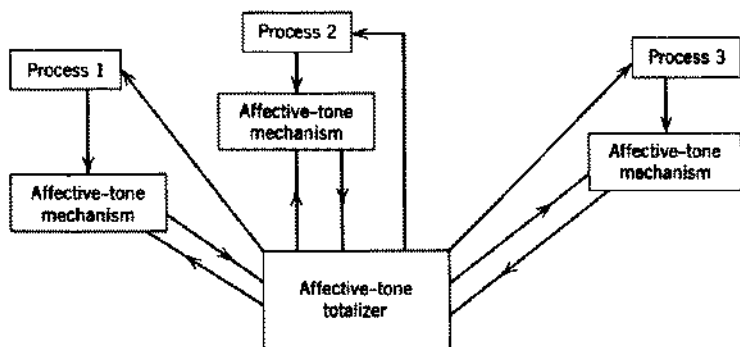 Process 1
Affective-tone
mechanism
Process 2
Affective-tone
mechanism
Process 3
Affective-tone
mechanism
Affective-tone
totalizer